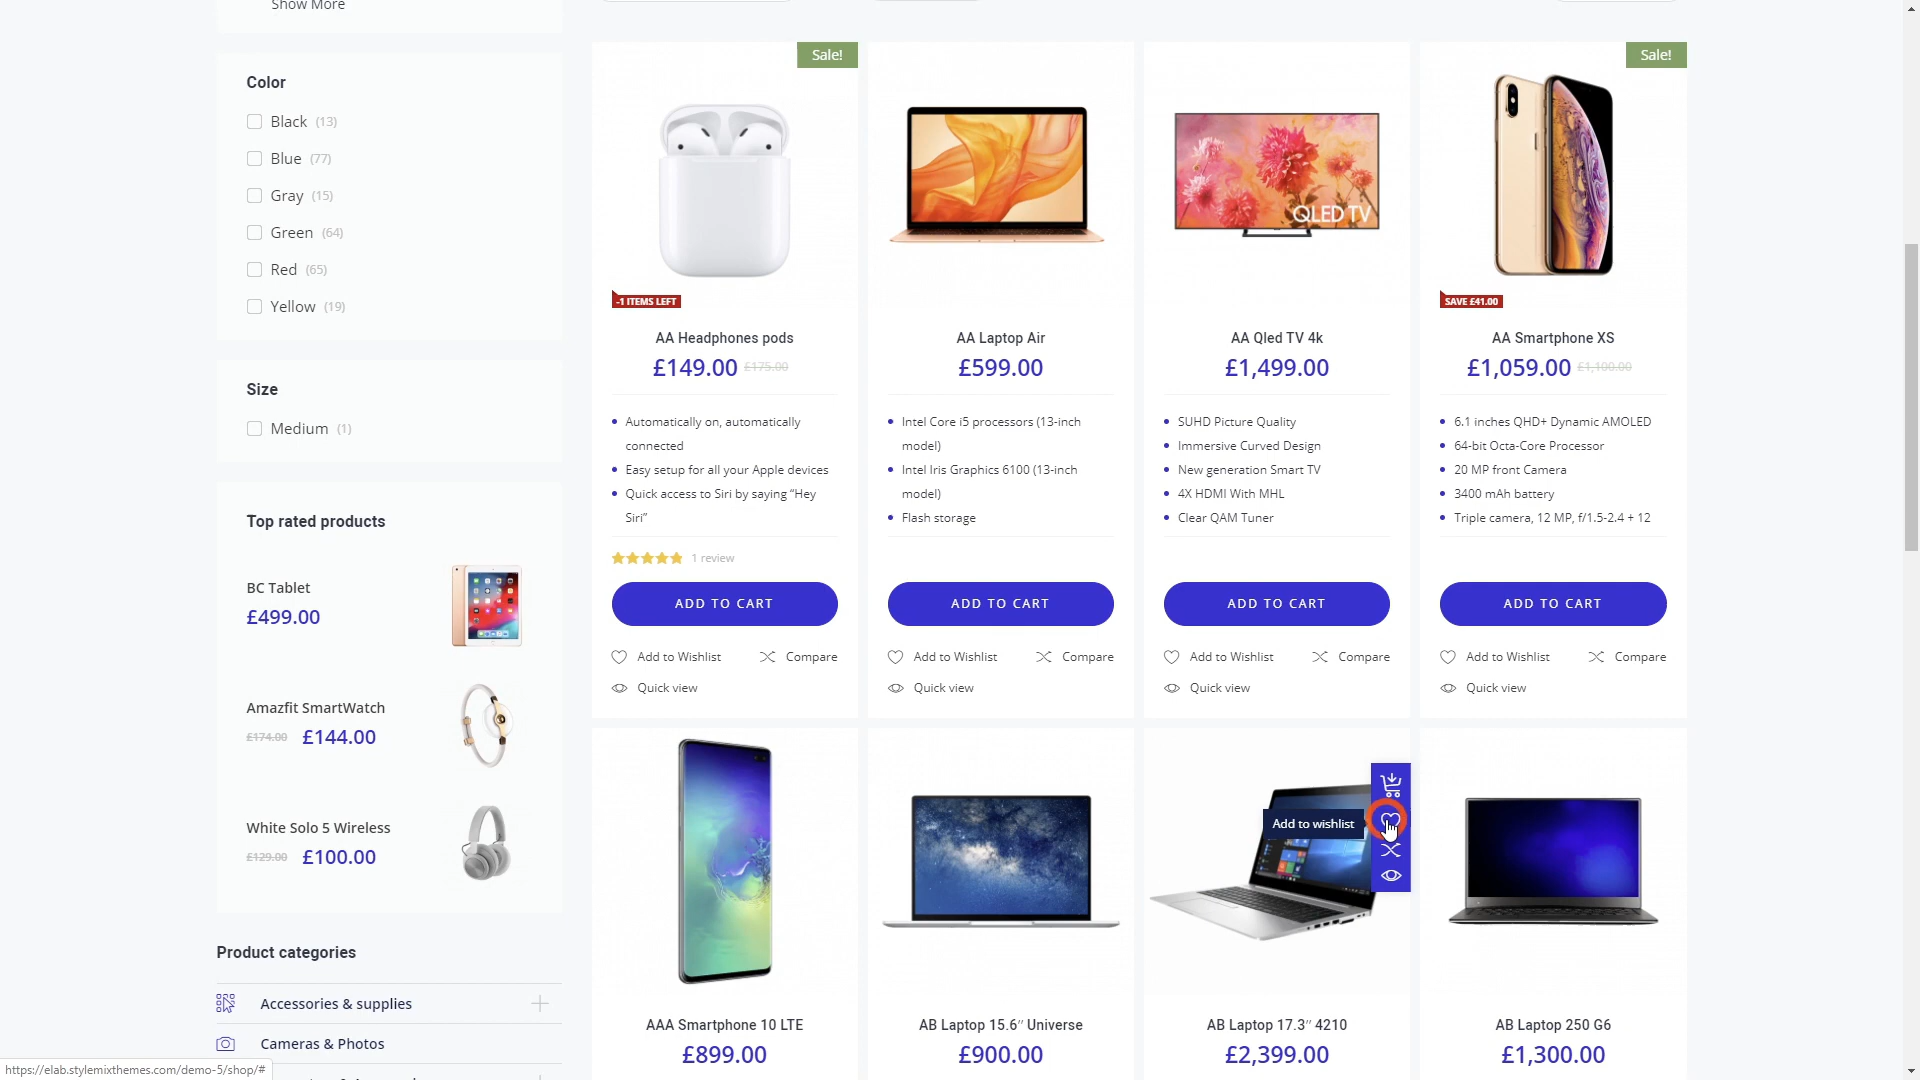 Show More
Color
Black (13)
Blue (77)
Gray (15)
Green (64)
Red (65)
Yellow (19)
Size
Medium (1)
Top rated products
BC Tablet
£499.00
Amazfit SmartWatch
£174.00 £144.00
White Solo 5 Wireless
£129.00 £100.00
Product categories
Accessories & supplies
Cameras & Photos
Sale!
-1 ITEMS LEFT
AA Headphones pods
£149.00 £175.00
Automatically on, automatically
connected
Easy setup for all your Apple devices
Quick access to Siri by saying “Hey
Siri”
1 review
ADD TO CART
Add to Wishlist
Compare
Quick view
AA Laptop Air
£599.00
Intel Core i5 processors (13-inch
model)
Intel Iris Graphics 6100 (13-inch
model)
Flash storage
ADD TO CART
Add to Wishlist
Compare
Quick view
QLED TV
AA Qled TV 4k
£1,499.00
SUHD Picture Quality
Immersive Curved Design
New generation Smart TV
4X HDMI With MHL
Clear QAM Tuner
ADD TO CART
Add to Wishlist
Compare
Quick view
Sale!
SAVE £41.00
AA Smartphone XS
£1,059.00 £1,100.00
6.1 inches QHD+ Dynamic AMOLED
64-bit Octa-Core Processor
20 MP front Camera
3400 mAh battery
Triple camera, 12 MP, f/1.5-2.4 + 12
ADD TO CART
Add to Wishlist
Compare
Quick view
AAA Smartphone 10 LTE
£899.00
AB Laptop 15.6″ Universe
£900.00
Add to wishlist
AB Laptop 17.3″ 4210
£2,399.00
AB Laptop 250 G6
£1,300.00
https://elab.stylemixthemes.com/demo-5/shop/#